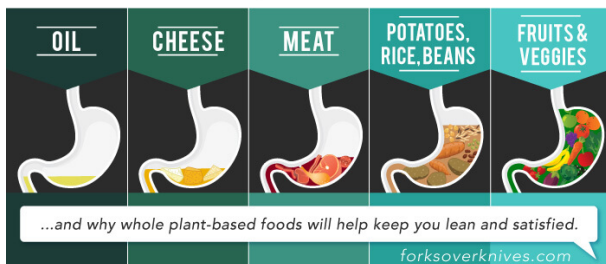 OIL
CHEESE
MEAT
POTATOES,
RICE, BEANS
FRUITS &
VEGGIES
...and why whole plant-based foods will help keep you lean and satisfied.
forksoverknives.com